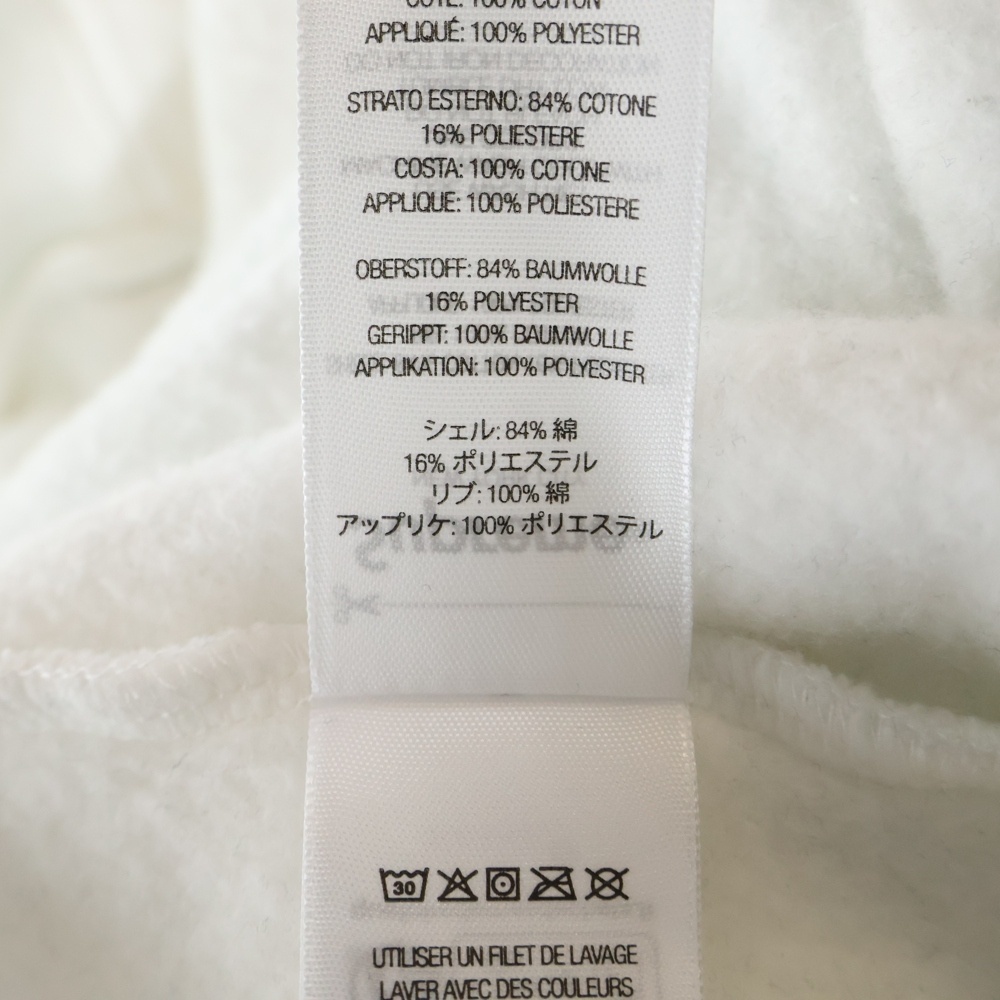 CÔTE: 100% COTON
APPLIQUÉ: 100% POLYESTER
STRATO ESTERNO: 84% COTONE
16% POLIESTERE
COSTA: 100% COTONE
APPLIQUE: 100% POLIESTERE
OBERSTOFF: 84% BAUMWOLLE
16% POLYESTER
GERIPPT: 100% BAUMWOLLE
APPLIKATION: 100% POLYESTER
シェル: 84% 綿
16% ポリエステル
リブ: 100% 綿
アップリケ: 100% ポリエステル
30
UTILISER UN FILET DE LAVAGE
LAVER AVEC DES COULEURS